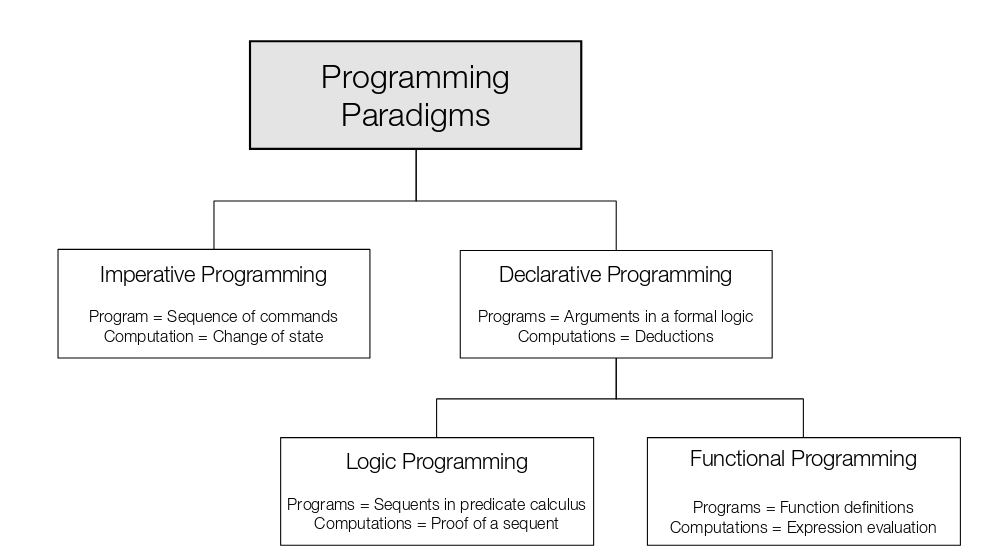 Programming
Paradigms
Imperative Programming
Program = Sequence of commands
Computation = Change of state
Declarative Programming
Programs = Arguments in a formal logic
Computations = Deductions
Logic Programming
Programs = Sequents in predicate calculus
Computations = Proof of a sequent
Functional Programming
Programs = Function definitions
Computations = Expression evaluation